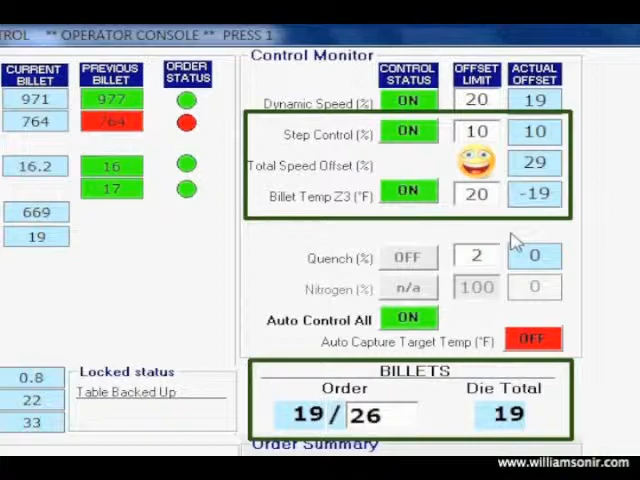 ROL ** OPERATOR CONSOLE ** PRESS 1
CURRENT BILLET PREVIOUS BILLET ORDER STATUS
971 977
764 764
16.2 16
17
669
19
Control Monitor
CONTROL STATUS OFFSET LIMIT ACTUAL OFFSET
Dynamic Speed (%) ON 20 19
Step Control (%) ON 10 10
Total Speed Offset (%) 29
Billet Temp Z3 (°F) ON 20 -19
Quench (%) OFF 2 0
Nitrogen (%) n/a 100 0
Auto Control All ON
Auto Capture Target Temp (°F) OFF
0.8
22
33
Locked status
Table Backed Up
BILLETS
Order Die Total
19 / 26 19
Order Summary
www.williamsonir.com